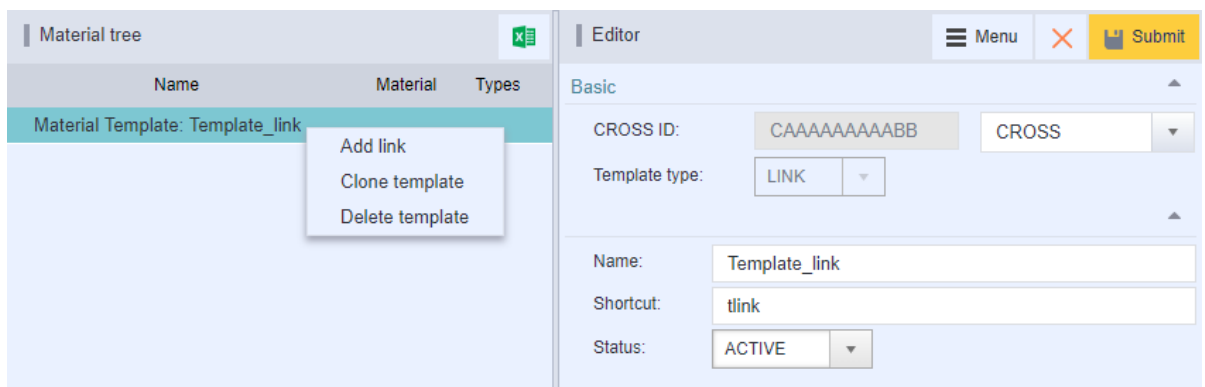 Material tree
Name Material Types
Material Template: Template_link
Add link
Clone template
Delete template
Editor Menu Submit
Basic
CROSS ID: CAAAAAAAAABB CROSS
Template type: LINK
Name: Template_link
Shortcut: tlink
Status: ACTIVE